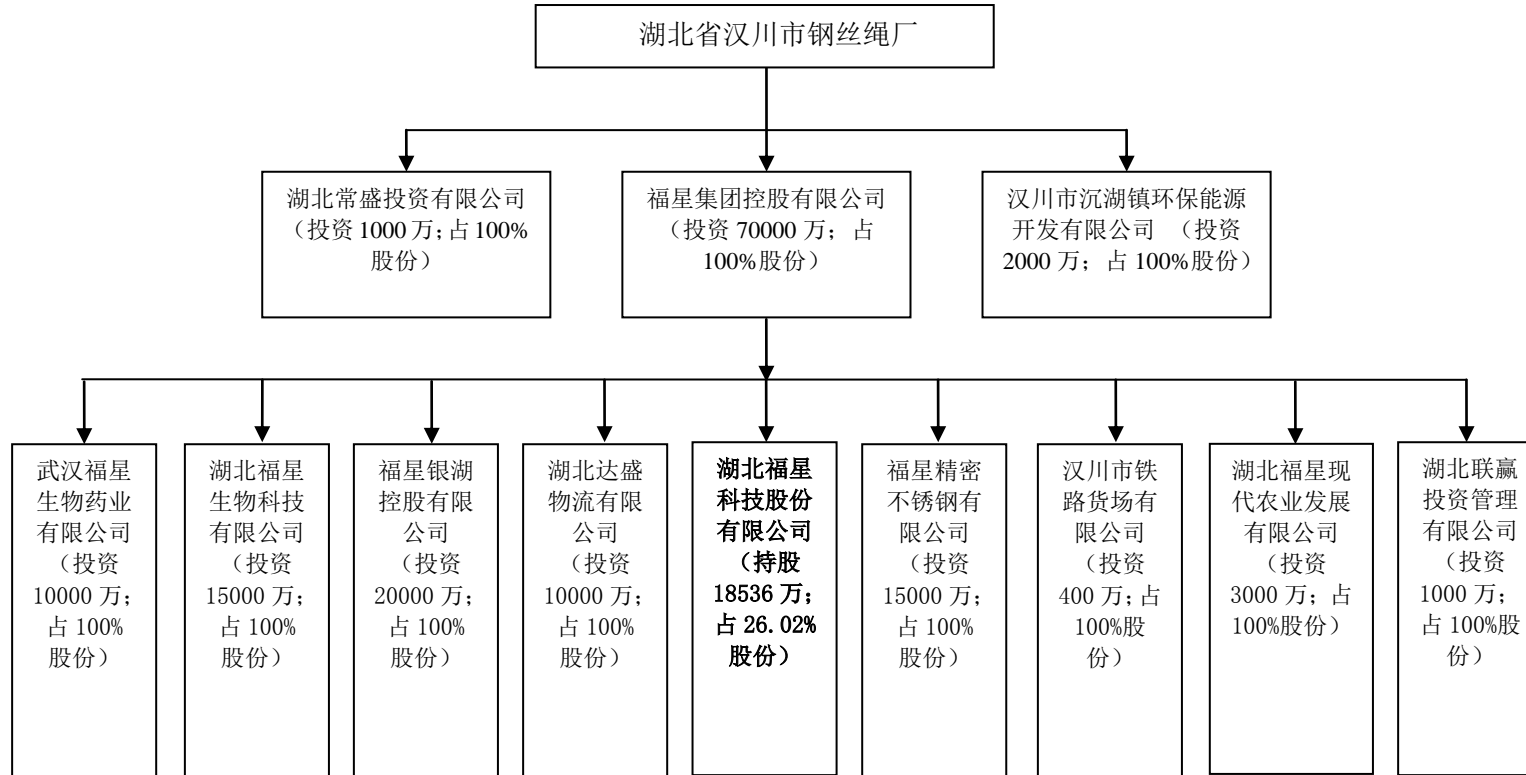 湖北省汉川市钢丝绳厂
湖北常盛投资有限公司
（投资 1000 万；占 100%
股份）
福星集团控股有限公司
（投资 70000 万；占
100%股份）
汉川市沉湖镇环保能源
开发有限公司 （投资
2000 万；占 100%股份）
武汉福星
生物药业
有限公司
（投资
10000 万；
占 100%
股份）
湖北福星
生物科技
有限公司
（投资
15000 万；
占 100%
股份）
福星银湖
控股有限
公司
（投资
20000 万；
占 100%
股份）
湖北达盛
物流有限
公司
（投资
10000 万；
占 100%
股份）
湖北福星
科技股份
有限公司
（持股
18536 万；
占 26.02%
股份）
福星精密
不锈钢有
限公司
（投资
15000 万；
占 100%
股份）
汉川市铁
路货场有
限公司
（投资
400 万；占
100%股
份）
湖北福星现
代农业发展
有限公司
（投资
3000 万；占
100%股份）
湖北联赢
投资管理
有限公司
（投资
1000 万；
占 100%股
份）